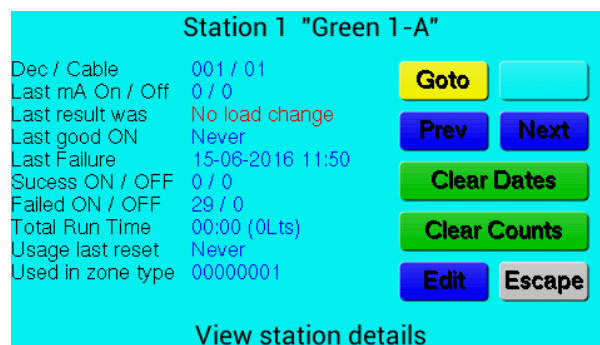 Station 1 "Green 1-A"
Dec / Cable 001 / 01
Last mA On / Off 0 / 0
Last result was No load change
Last good ON Never
Last Failure 15-06-2016 11:50
Sucess ON / OFF 0 / 0
Failed ON / OFF 29 / 0
Total Run Time 00:00 (0Lts)
Usage last reset Never
Used in zone type 00000001
Goto
Prev Next
Clear Dates
Clear Counts
Edit Escape
View station details